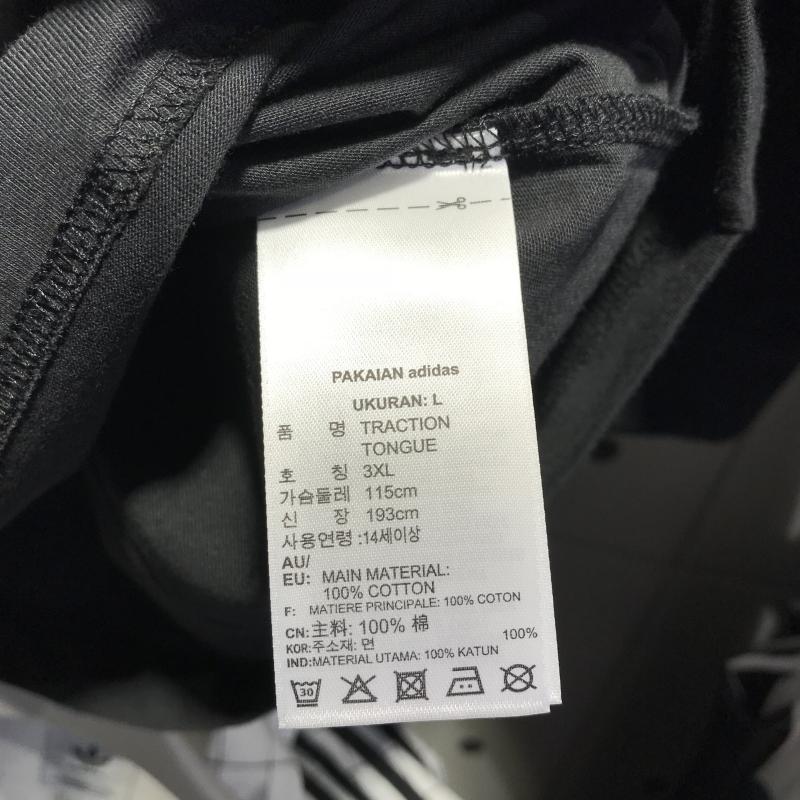 PAKAIAN adidas
UKURAN: L
품 명 TRACTION
TONGUE
호 칭 3XL
가슴둘레 115cm
신 장 193cm
사용연령 :14세이상
AU/
EU: MAIN MATERIAL:
100% COTTON
F: MATIERE PRINCIPALE: 100% COTON
CN:主料: 100% 棉
KOR:주소재: 면 100%
IND:MATERIAL UTAMA: 100% KATUN
30